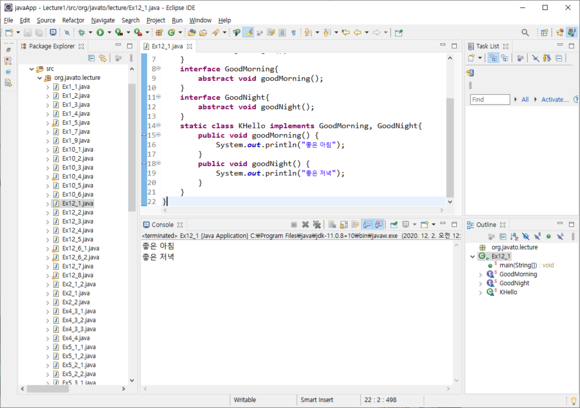 javaApp - Lecture1/src/org/javato/lecture/Ex12_1.java - Eclipse IDE
File Edit Source Refactor Navigate Search Project Run Window Help
Package Explorer
src
org.javato.lecture
Ex1_1.java
Ex1_2.java
Ex1_3.java
Ex1_4.java
Ex1_5.java
Ex1_7.java
Ex1_9.java
Ex10_1.java
Ex10_2.java
Ex10_3.java
Ex10_4.java
Ex10_5.java
Ex10_6.java
Ex12_1.java
Ex12_2.java
Ex12_3.java
Ex12_4.java
Ex12_5.java
Ex12_6_1.java
Ex12_6_2.java
Ex12_7.java
Ex12_8.java
Ex2_1_2.java
Ex2_1.java
Ex2_2.java
Ex4_3_1.java
Ex4_3_2.java
Ex4_3_3.java
Ex4_3_4.java
Ex4_4.java
Ex5_1_1.java
Ex5_1_2.java
Ex5_2_1.java
Ex5_2_2.java
Ex5_3_1.java
Ex12_1.java
7 }
8 interface GoodMorning{
9 abstract void goodMorning();
10 }
11 interface GoodNight{
12 abstract void goodNight();
13 }
14 static class KHello implements GoodMorning, GoodNight{
15 public void goodMorning() {
16 System.out.println("좋은 아침");
17 }
18 public void goodNight() {
19 System.out.println("좋은 저녁");
20 }
21 }
22 }
Console
<terminated> Ex12_1 [Java Application] C:₩Program Files₩java₩jdk-11.0.8+10₩bin₩javaw.exe (2020. 12. 2. 오전 12:
좋은 아침
좋은 저녁
Task List
Find
All
Activate...
Outline
org.javato.lecture
Ex12_1
main(String[]) : void
GoodMorning
GoodNight
KHello
Writable
Smart Insert
22 : 2 : 498